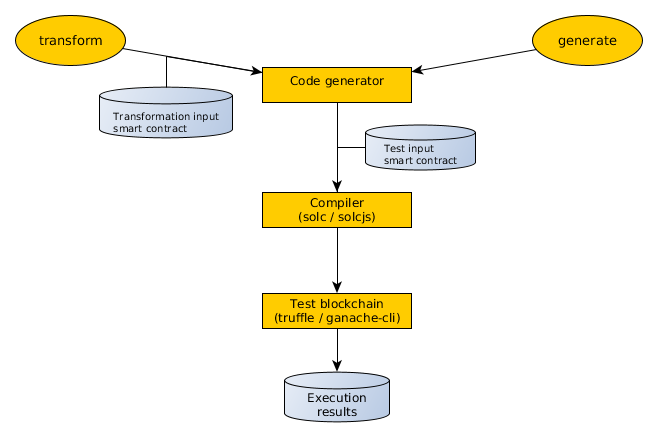 transform
generate
Code generator
Transformation input
smart contract
Test input
smart contract
Compiler
(solc / solcjs)
Test blockchain
(truffle / ganache-cli)
Execution
results